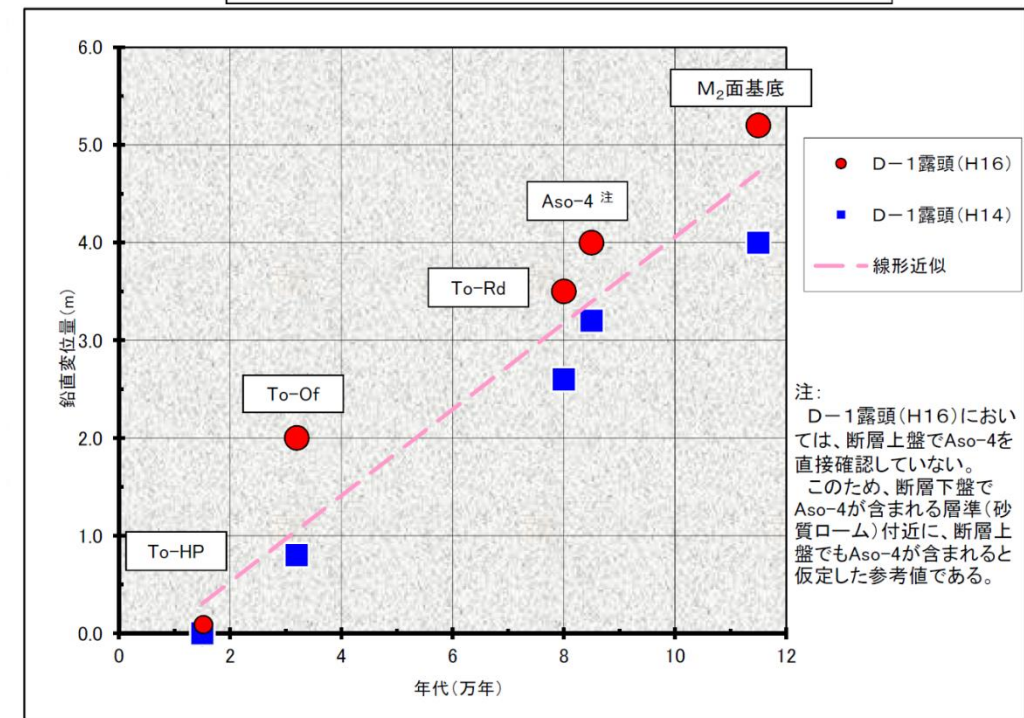 6.0
5.0
4.0
3.0
2.0
1.0
0.0
0
2
4
6
8
10
12
鉛直変位量(m)
年代(万年)
M₂面基底
Aso-4 注
To-Rd
To-Of
To-HP
D-1露頭(H16)
D-1露頭(H14)
線形近似
注:
D-1露頭(H16)におい
ては、断層上盤でAso-4を
直接確認していない。
このため、断層下盤で
Aso-4が含まれる層準(砂
質ローム)付近に、断層上
盤でもAso-4が含まれると
仮定した参考値である。